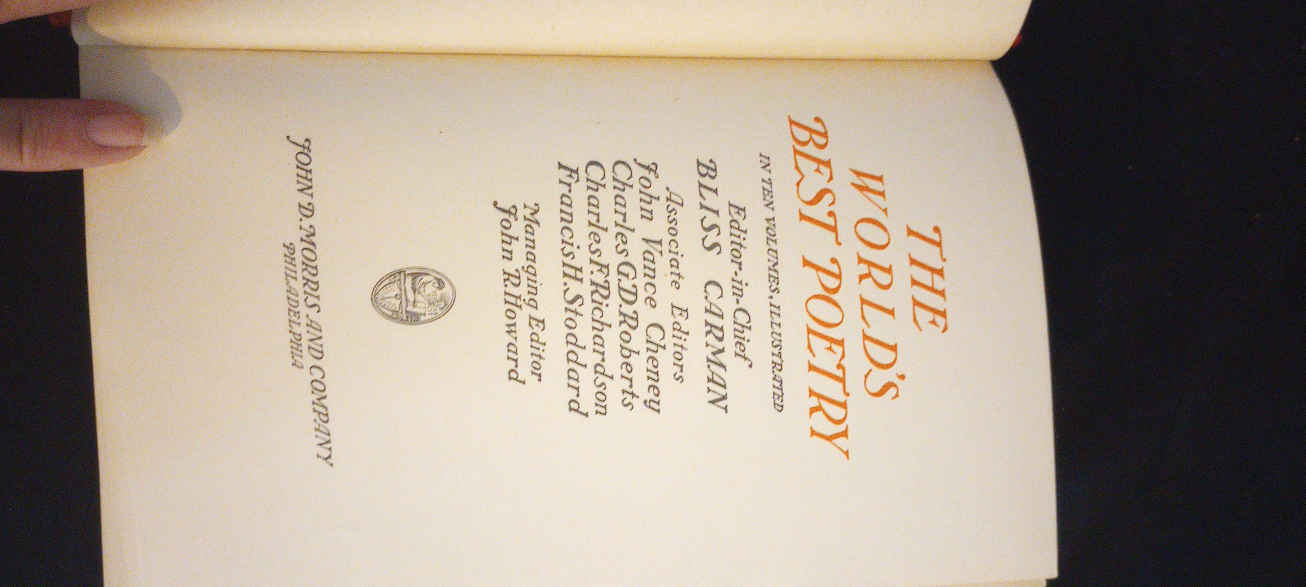 THE
WORLD'S
BEST POETRY
IN TEN VOLUMES, ILLUSTRATED
Editor-in-Chief
BLISS CARMAN
Associate Editors
John Vance Cheney
Charles G.D. Roberts
Charles F. Richardson
Francis H. Stoddard
Managing Editor
John R. Howard
JOHN D. MORRIS AND COMPANY
PHILADELPHIA